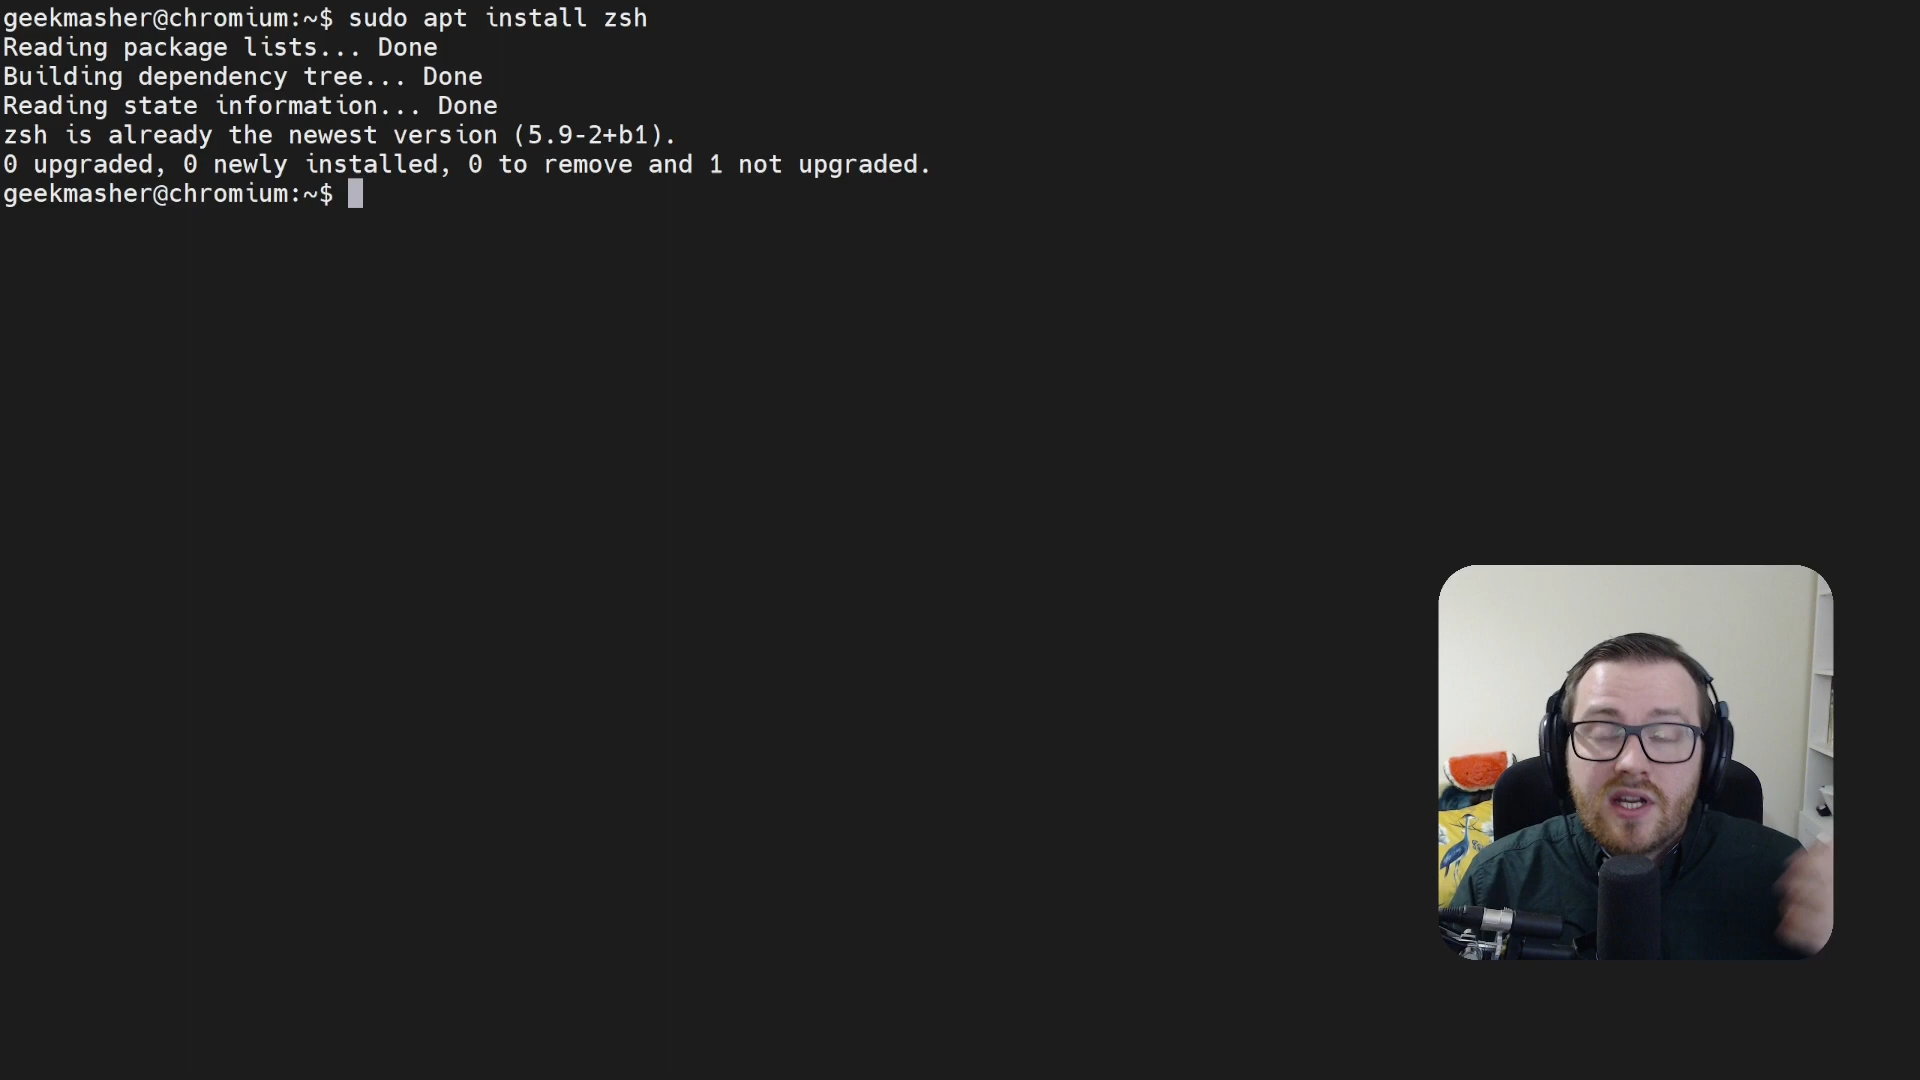 geekmasher@chromium:~$ sudo apt install zsh
Reading package lists... Done
Building dependency tree... Done
Reading state information... Done
zsh is already the newest version (5.9-2+b1).
0 upgraded, 0 newly installed, 0 to remove and 1 not upgraded.
geekmasher@chromium:~$